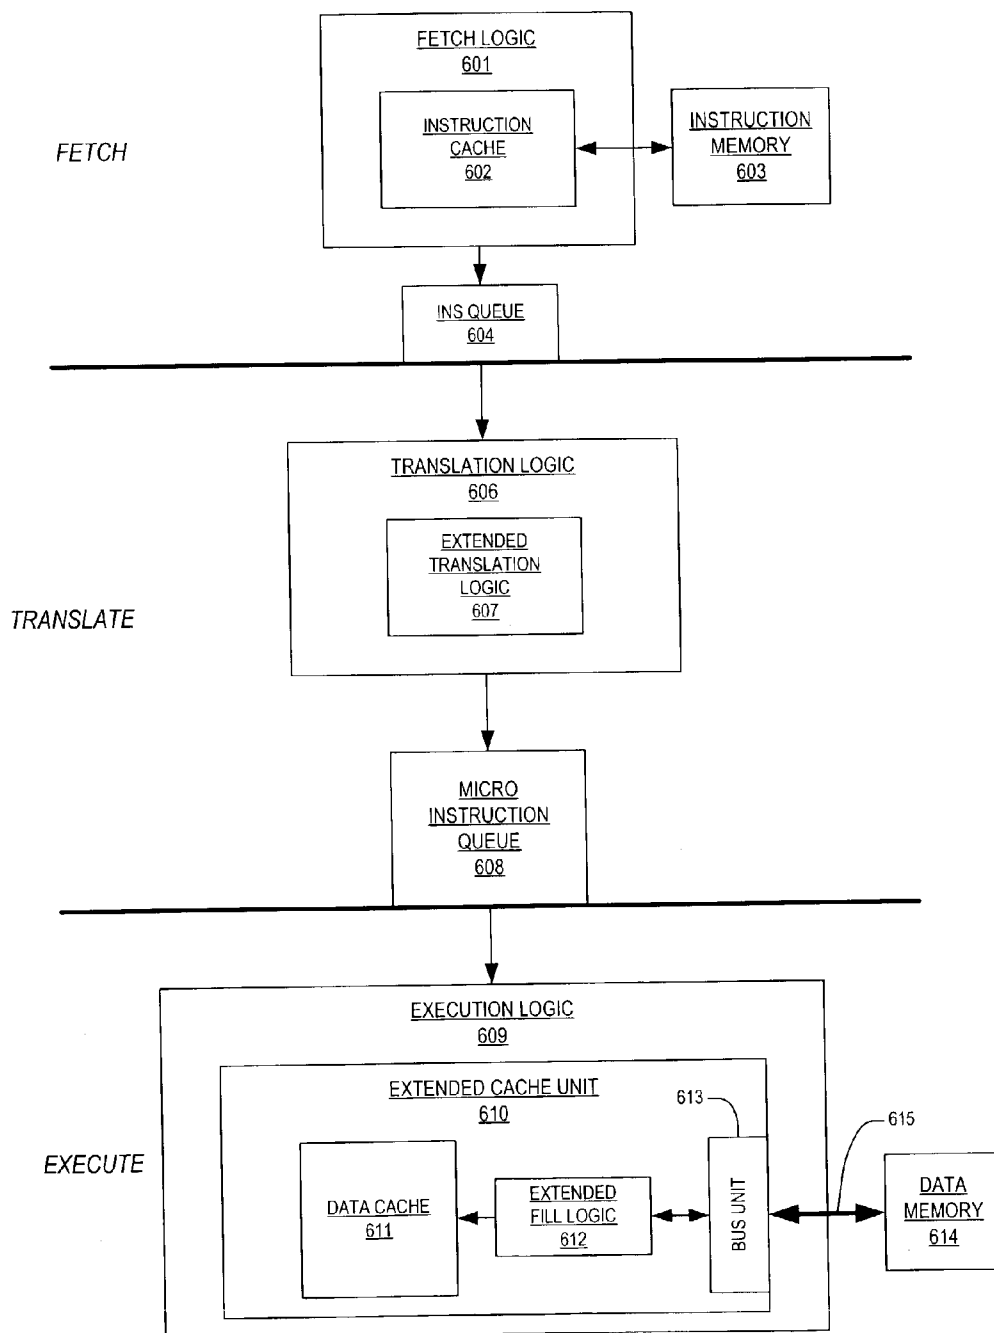 FETCH LOGIC
601
INSTRUCTION
CACHE
602
INSTRUCTION
MEMORY
603
FETCH
INS QUEUE
604
TRANSLATION LOGIC
606
EXTENDED
TRANSLATION
LOGIC
607
TRANSLATE
MICRO
INSTRUCTION
QUEUE
608
EXECUTION LOGIC
609
EXTENDED CACHE UNIT
610
613
615
EXECUTE
DATA CACHE
611
EXTENDED
FILL LOGIC
612
BUS UNIT
DATA
MEMORY
614